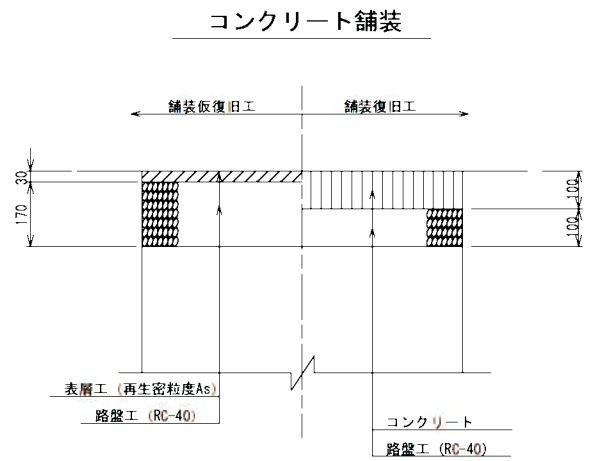 コンクリート舗装
舗装仮復旧工
舗装復旧工
30
170
100
100
表層工 (再生密粒度As)
路盤工 (RC-40)
コンクリート
路盤工 (RC-40)